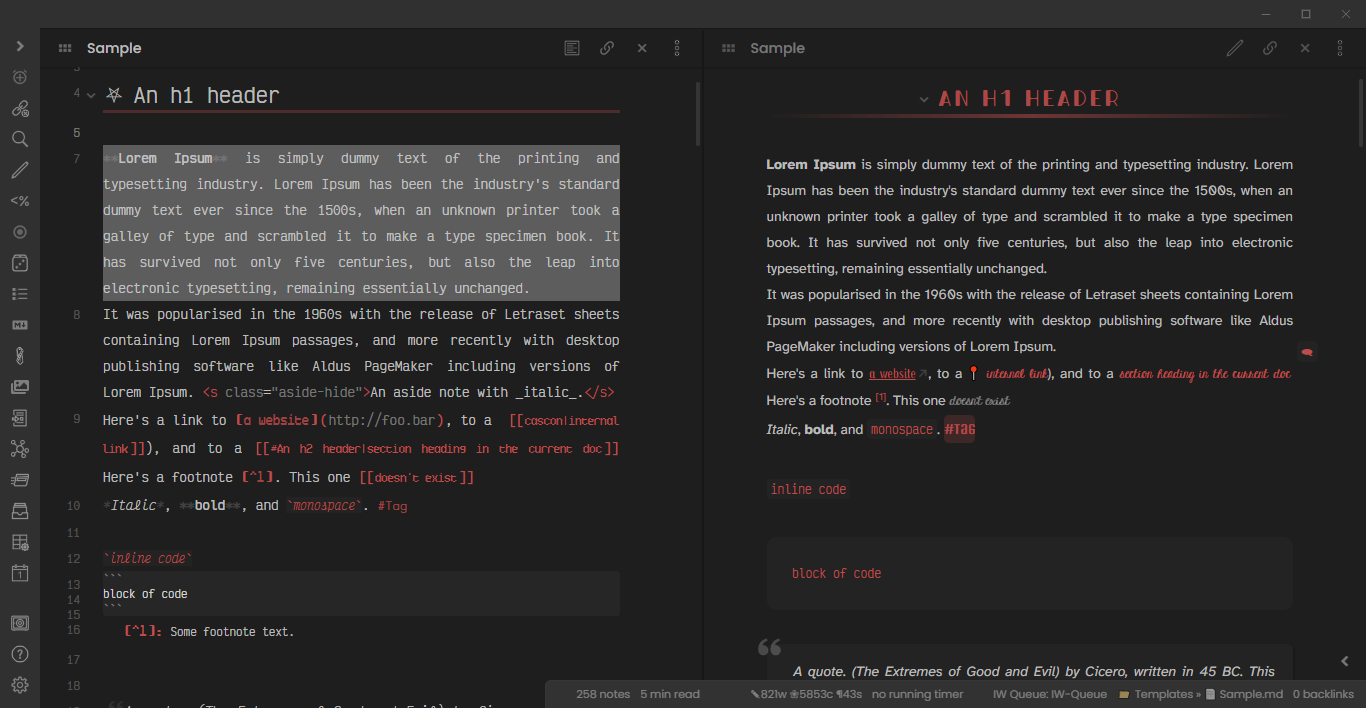 Sample
4 An h1 header
5
7 **Lorem Ipsum** is simply dummy text of the printing and
typesetting industry. Lorem Ipsum has been the industry's standard
dummy text ever since the 1500s, when an unknown printer took a
galley of type and scrambled it to make a type specimen book. It
has survived not only five centuries, but also the leap into
electronic typesetting, remaining essentially unchanged.
8 It was popularised in the 1960s with the release of Letraset sheets
containing Lorem Ipsum passages, and more recently with desktop
publishing software like Aldus PageMaker including versions of
Lorem Ipsum. <s class="aside-hide">An aside note with _italic_.</s>
9 Here's a link to [a website](http://foo.bar), to a [[cascon|internal
link]]), and to a [[#An h2 header|section heading in the current doc]]
Here's a footnote [^1]. This one [[doesn't exist]]
10 *Italic*, **bold**, and `monospace`. #Tag
11
12 `inline code`
13 ```
14 block of code
15 ```
16 [^1]: Some footnote text.
17
18
Sample
AN H1 HEADER
Lorem Ipsum is simply dummy text of the printing and typesetting industry. Lorem
Ipsum has been the industry's standard dummy text ever since the 1500s, when an
unknown printer took a galley of type and scrambled it to make a type specimen
book. It has survived not only five centuries, but also the leap into electronic
typesetting, remaining essentially unchanged.
It was popularised in the 1960s with the release of Letraset sheets containing Lorem
Ipsum passages, and more recently with desktop publishing software like Aldus
PageMaker including versions of Lorem Ipsum.
Here's a link to a website, to a internal link), and to a section heading in the current doc
Here's a footnote [1]. This one doesn't exist
Italic, bold, and monospace. #Tag
inline code
block of code
A quote. (The Extremes of Good and Evil) by Cicero, written in 45 BC. This
258 notes 5 min read 821w 5853c ¶43s no running timer IW Queue: IW-Queue Templates » Sample.md 0 backlinks